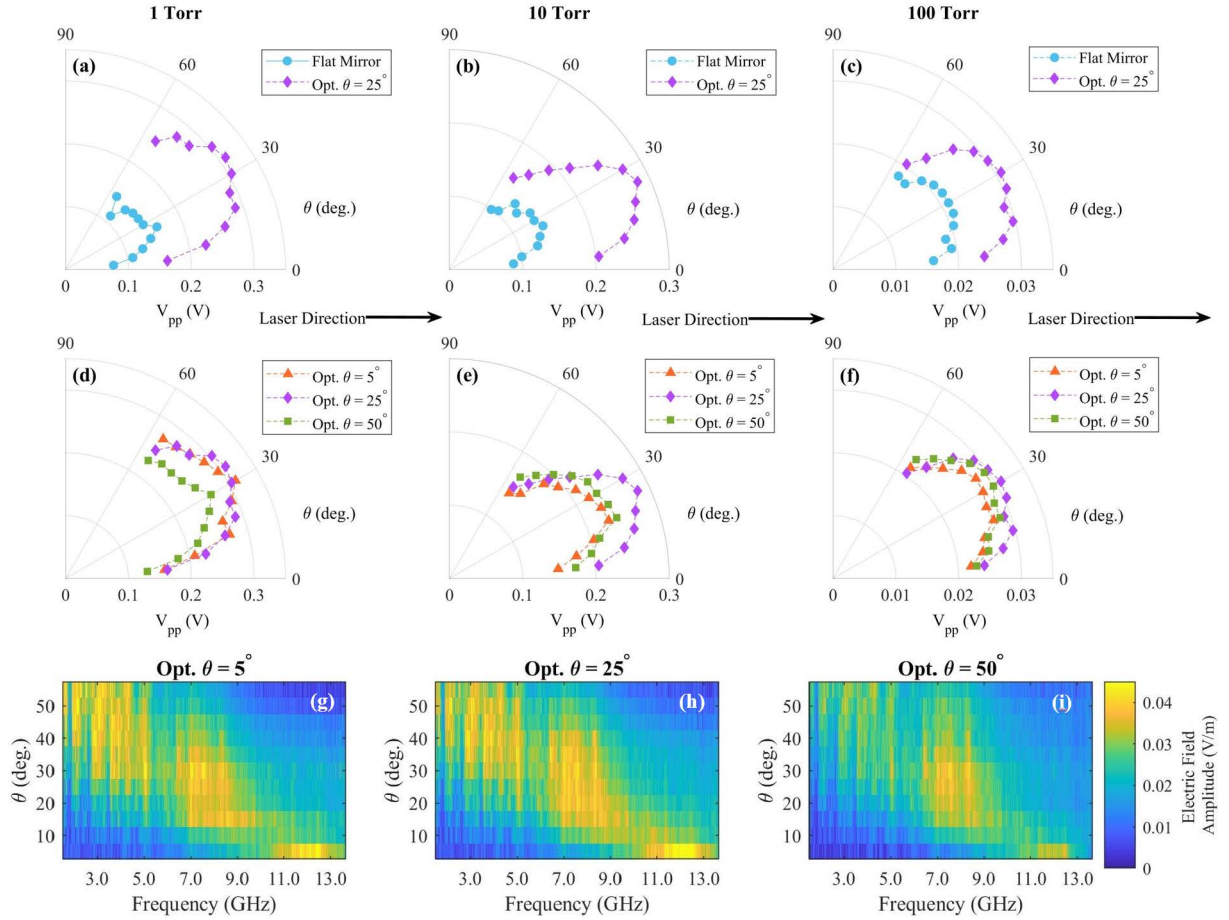 1 Torr
10 Torr
100 Torr
90
(a)
60
Flat Mirror
Opt. θ = 25°
30
θ (deg.)
0
0 0.1 0.2 0.3
V_pp (V)
90
(b)
60
Flat Mirror
Opt. θ = 25°
30
θ (deg.)
0
0 0.1 0.2 0.3
V_pp (V)
90
(c)
60
Flat Mirror
Opt. θ = 25°
30
θ (deg.)
0
0 0.01 0.02 0.03
V_pp (V)
Laser Direction
Laser Direction
Laser Direction
90
(d)
60
Opt. θ = 5°
Opt. θ = 25°
Opt. θ = 50°
30
θ (deg.)
0
0 0.1 0.2 0.3
V_pp (V)
90
(e)
60
Opt. θ = 5°
Opt. θ = 25°
Opt. θ = 50°
30
θ (deg.)
0
0 0.1 0.2 0.3
V_pp (V)
90
(f)
60
Opt. θ = 5°
Opt. θ = 25°
Opt. θ = 50°
30
θ (deg.)
0
0 0.01 0.02 0.03
V_pp (V)
Opt. θ = 5°
(g)
θ (deg.)
50
40
30
20
10
3.0 5.0 7.0 9.0 11.0 13.0
Frequency (GHz)
Opt. θ = 25°
(h)
θ (deg.)
50
40
30
20
10
3.0 5.0 7.0 9.0 11.0 13.0
Frequency (GHz)
Opt. θ = 50°
(i)
θ (deg.)
50
40
30
20
10
3.0 5.0 7.0 9.0 11.0 13.0
Frequency (GHz)
0.04
0.03
0.02
0.01
0
Electric Field
Amplitude (V/m)